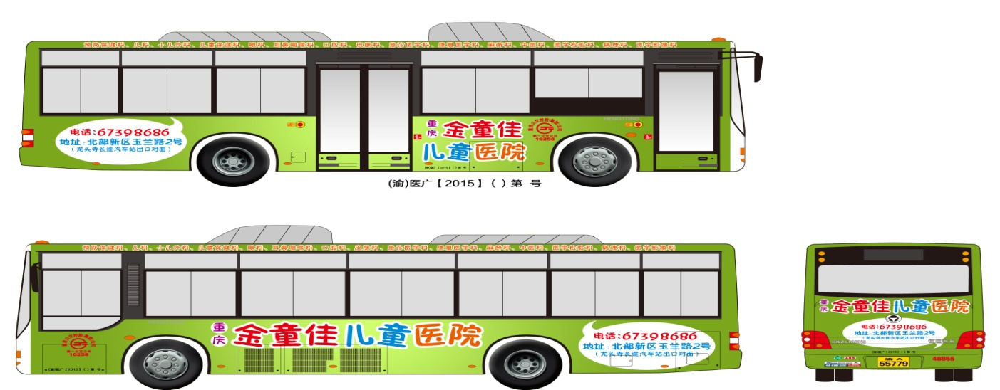 预防保健科、儿科、小儿外科、儿童保健科、眼科、耳鼻咽喉科、口腔科、皮肤科、急诊医学科、康复医学科、麻醉科、中医科、医学检验科、病理科、医学影像科
电话:67398686
地址:北部新区玉兰路2号
(龙头寺长途汽车站出口对面)
重庆 金童佳
儿童医院
10258
(渝)医广【2015】( )第 号
(渝)医广【2015】( )第 号
预防保健科、儿科、小儿外科、儿童保健科、眼科、耳鼻咽喉科、口腔科、皮肤科、急诊医学科、康复医学科、麻醉科、中医科、医学检验科、病理科、医学影像科
10258
(渝)医广【2015】( )第 号
重庆 金童佳儿童医院
电话:67398686
地址:北部新区玉兰路2号
(龙头寺长途汽车站出口对面)
重庆 金童佳儿童医院
电话:67398686
地址:北部新区玉兰路2号
(龙头寺长途汽车站出口对面)
(渝)医广【2015】( )第 号
渝A
55779
48865